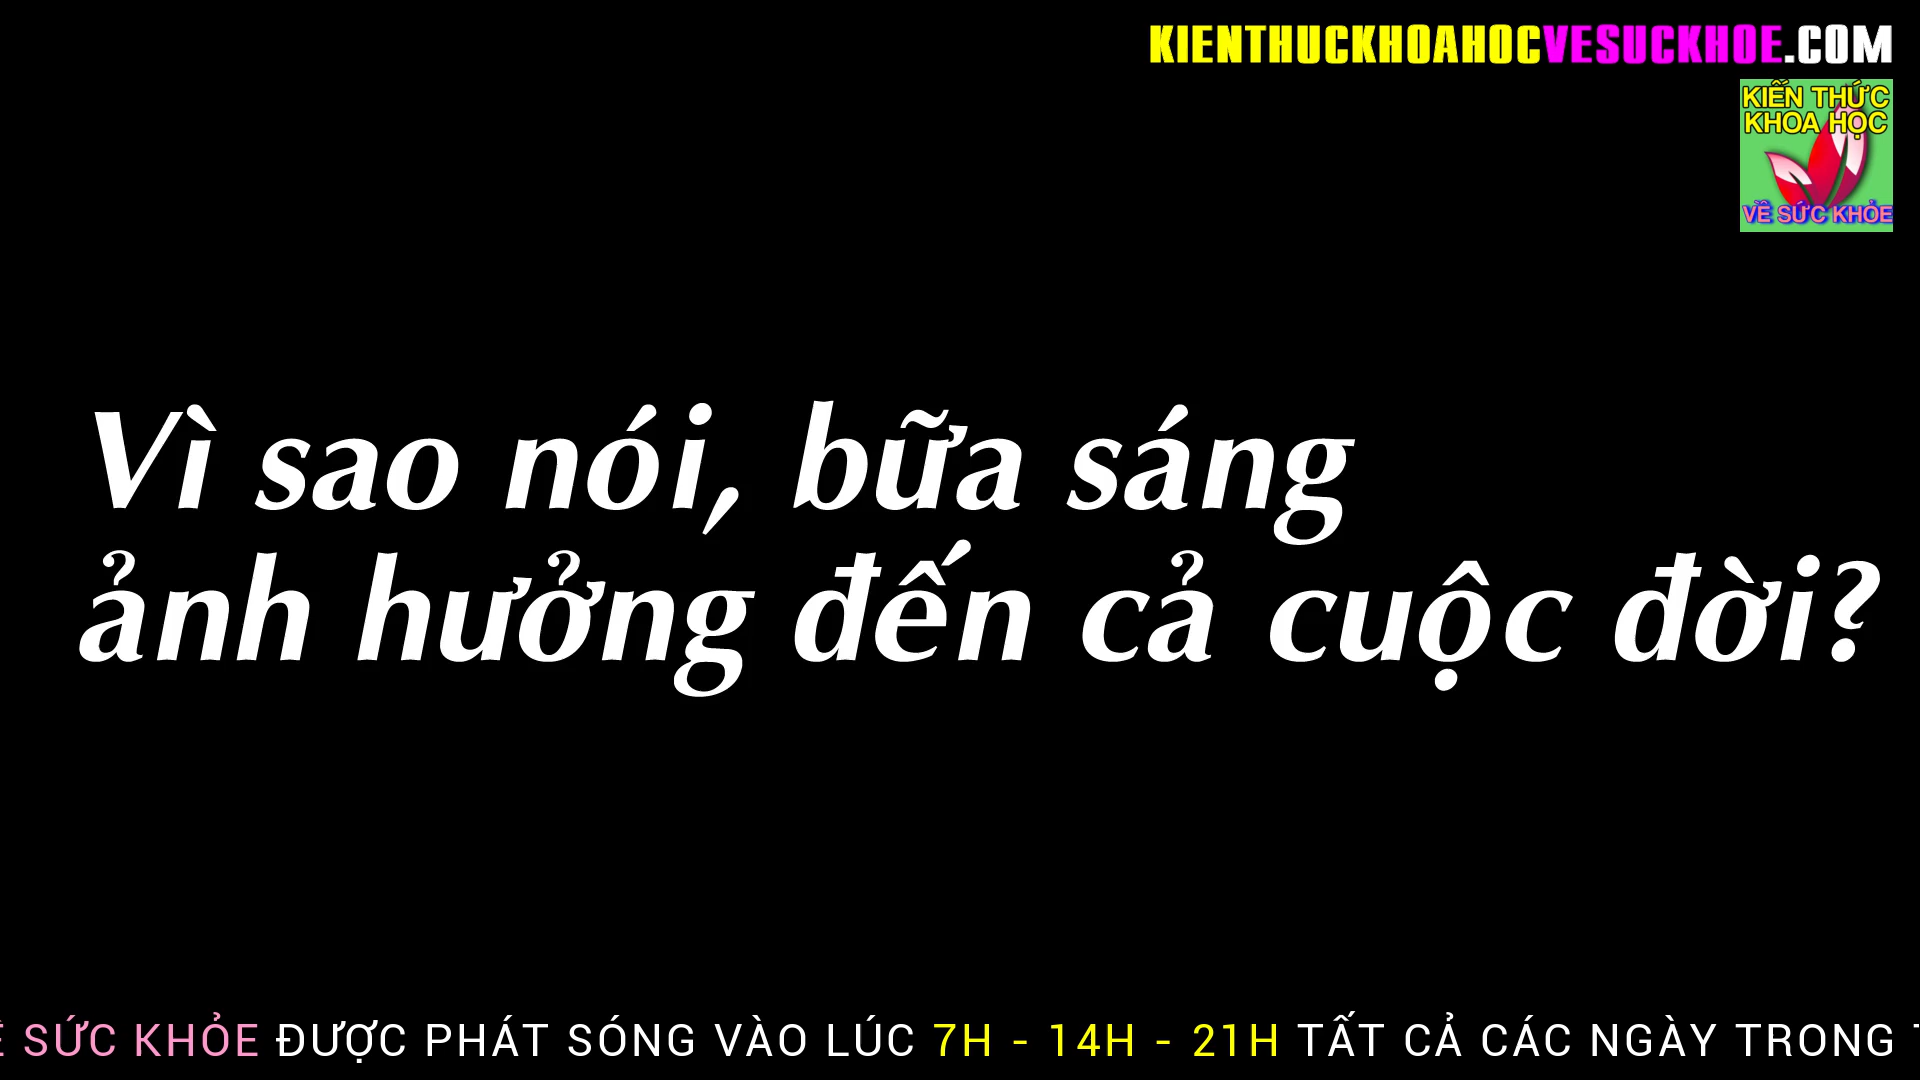 KIENTHUCKHOAHOCVESUCKHOE.COM
KIẾN THỨC
KHOA HỌC
VỀ SỨC KHỎE
Vì sao nói, bữa sáng
ảnh hưởng đến cả cuộc đời?
SỨC KHỎE ĐƯỢC PHÁT SÓNG VÀO LÚC 7H - 14H - 21H TẤT CẢ CÁC NGÀY TRONG